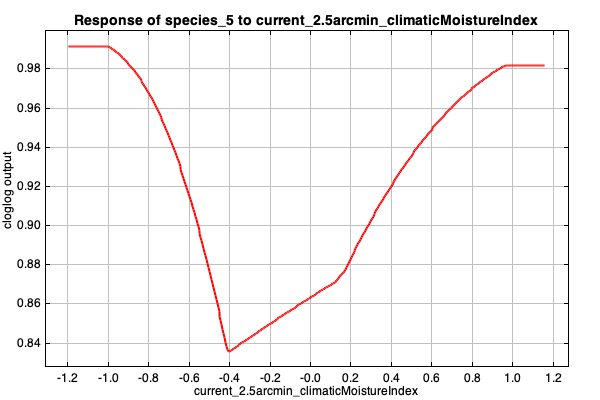 Response of species_5 to current_2.5arcmin_climaticMoistureIndex
cloglog output
0.98
0.96
0.94
0.92
0.90
0.88
0.86
0.84
-1.2 -1.0 -0.8 -0.6 -0.4 -0.2 -0.0 0.2 0.4 0.6 0.8 1.0 1.2
current_2.5arcmin_climaticMoistureIndex